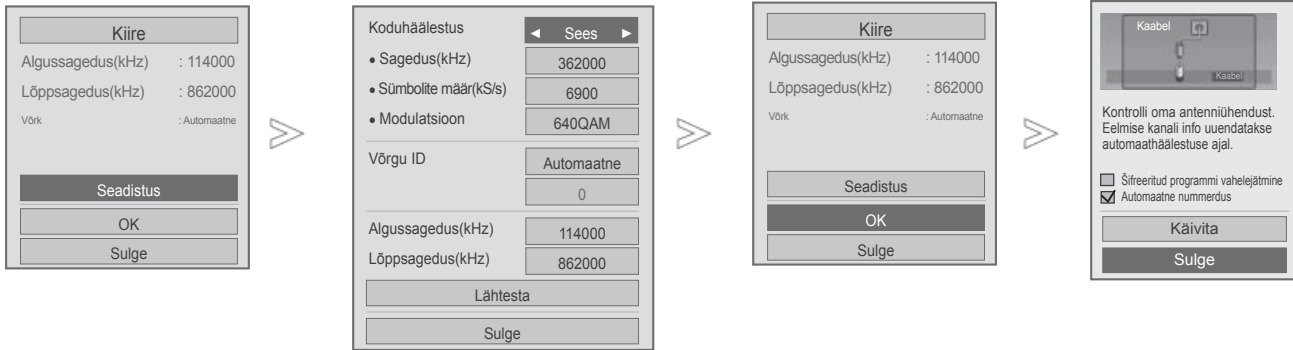 Kiire
Algussagedus(kHz) : 114000
Lõppsagedus(kHz) : 862000
Võrk : Automaatne
Seadistus
OK
Sulge
Koduhäälestus ◄ Sees ►
• Sagedus(kHz) 362000
• Sümbolite määr(kS/s) 6900
• Modulatsioon 640QAM
Võrgu ID Automaatne
0
Algussagedus(kHz) 114000
Lõppsagedus(kHz) 862000
Lähtesta
Sulge
Kiire
Algussagedus(kHz) : 114000
Lõppsagedus(kHz) : 862000
Võrk : Automaatne
Seadistus
OK
Sulge
Kaabel
Kaabel
Kontrolli oma antenniühendust.
Eelmise kanali info uuendatakse
automaathäälestuse ajal.
Šifreeritud programmi vahelejätmine
Automaatne nummerdus
Käivita
Sulge